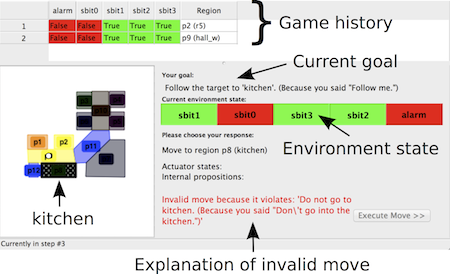 alarm sbit0 sbit1 sbit2 sbit3 Region
1 False False True True True p2 (r5)
2 False False True True True p9 (hall_w)
Game history
Current goal
Your goal:
Follow the target to 'kitchen'. (Because you said "Follow me.")
Current environment state:
sbit1 sbit0 sbit3 sbit2 alarm
Please choose your response:
Move to region p8 (kitchen)
Environment state
Actuator states:
Internal propositions:
p1 p2 p11
p12
kitchen
Invalid move because it violates: 'Do not go to
kitchen. (Because you said "Don\'t go into the
kitchen.")'
Execute Move >>
Currently in step #3
Explanation of invalid move